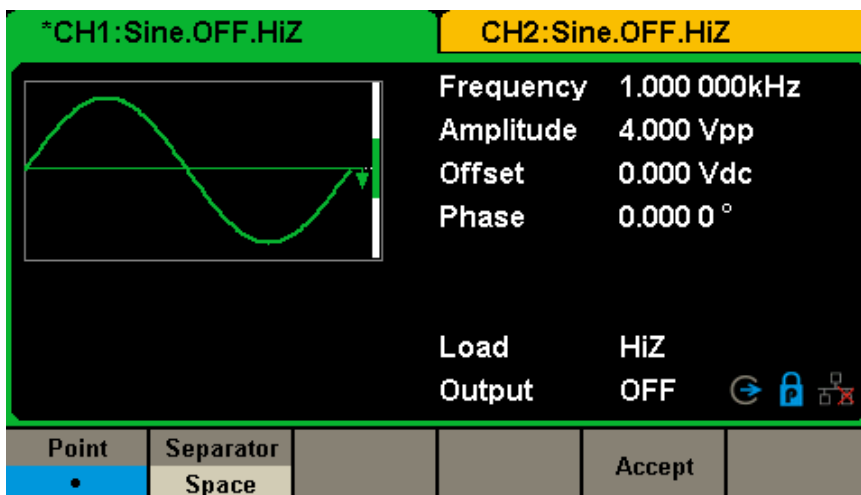 *CH1:Sine.OFF.HiZ CH2:Sine.OFF.HiZ
Frequency 1.000 000kHz
Amplitude 4.000 Vpp
Offset 0.000 Vdc
Phase 0.000 0 °
Load HiZ
Output OFF P
Point Separator Accept
• Space